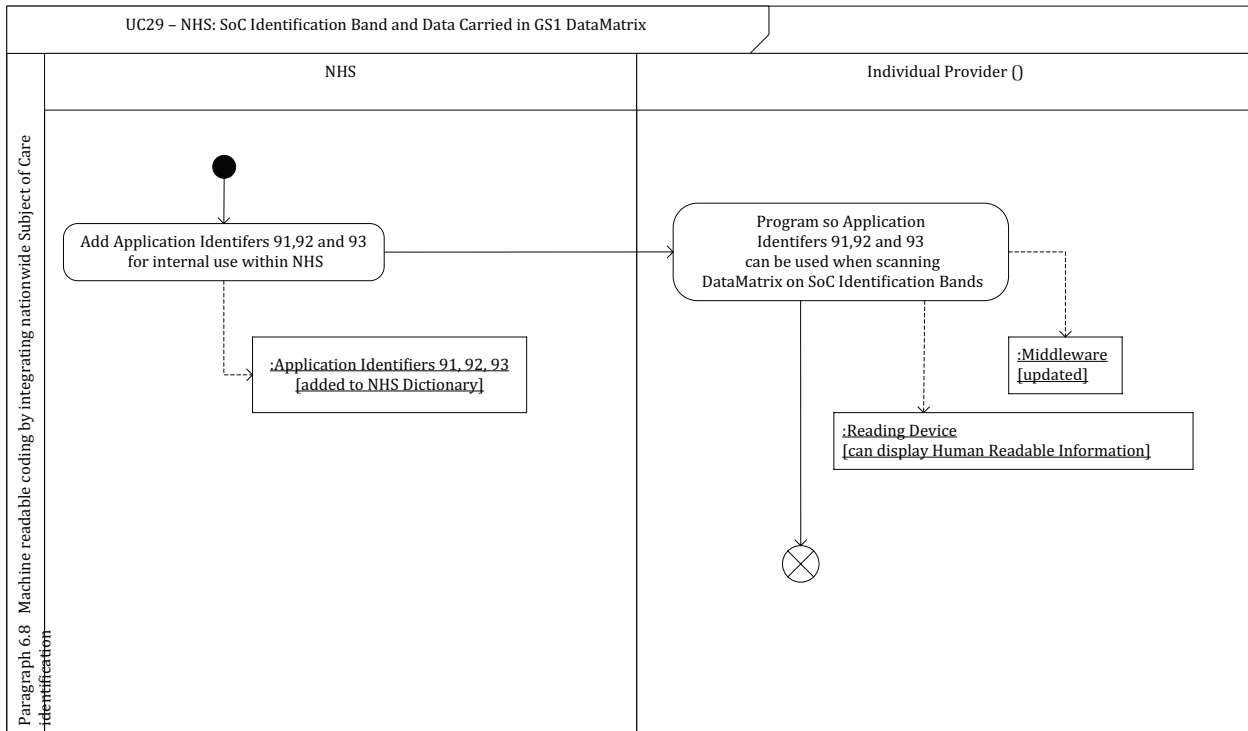 UC29 – NHS: SoC Identification Band and Data Carried in GS1 DataMatrix
NHS
Individual Provider ()
Paragraph 6.8 Machine readable coding by integrating nationwide Subject of Care
identification
Add Application Identifers 91,92 and 93
for internal use within NHS
Program so Application
Identifers 91,92 and 93
can be used when scanning
DataMatrix on SoC Identification Bands
:Application Identifiers 91, 92, 93
[added to NHS Dictionary]
:Middleware
[updated]
:Reading Device
[can display Human Readable Information]